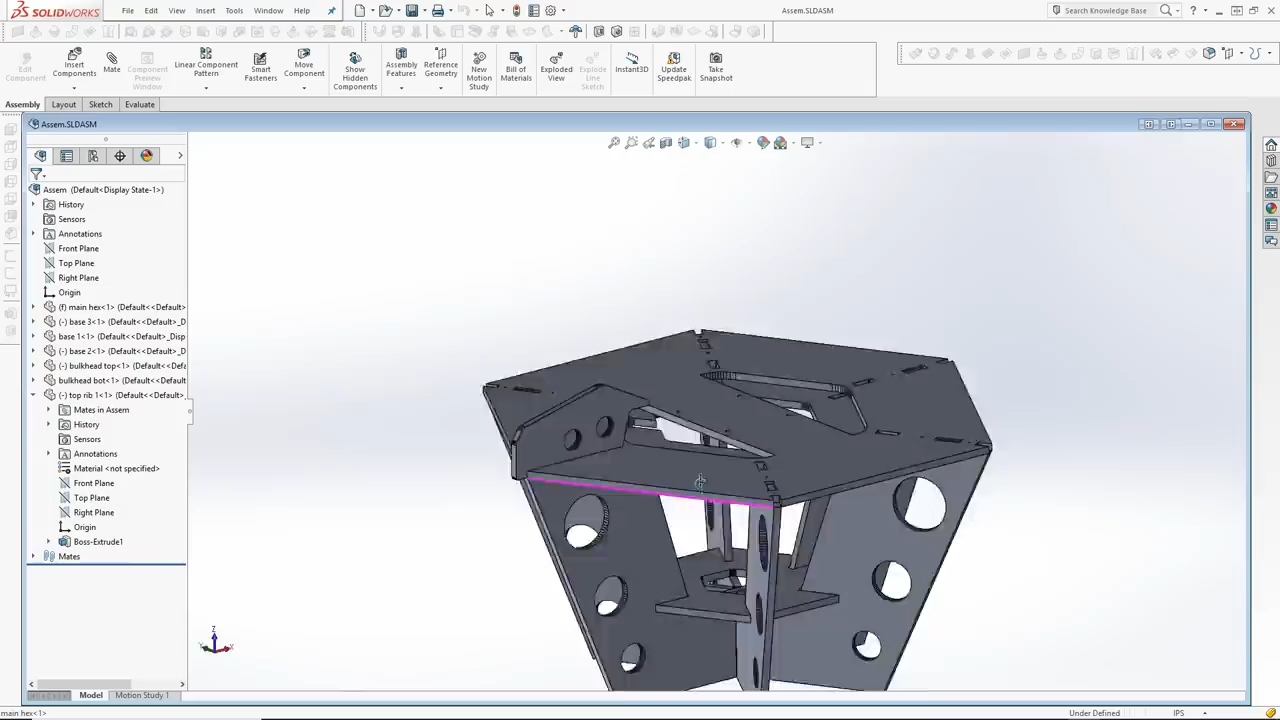 SOLIDWORKS
File Edit View Insert Tools Window Help
Assem.SLDASM
Search Knowledge Base
Edit Component
Insert Components
Mate
Component Preview Window
Linear Component Pattern
Smart Fasteners
Move Component
Show Hidden Components
Assembly Features
Reference Geometry
New Motion Study
Bill of Materials
Exploded View
Explode Line Sketch
Instant3D
Update Speedpak
Take Snapshot
Assembly Layout Sketch Evaluate
Assem.SLDASM
Assem (Default<Display State-1>)
History
Sensors
Annotations
Front Plane
Top Plane
Right Plane
Origin
(f) main hex<1> (Default<<Default>
(-) base 3<1> (Default<<Default>_D
base 1<1> (Default<<Default>_Disp
(-) base 2<1> (Default<<Default>_D
(-) bulkhead top<1> (Default<<Defa
bulkhead bot<1> (Default<<Default
(-) top rib 1<1> (Default<<Default>
Mates in Assem
History
Sensors
Annotations
Material <not specified>
Front Plane
Top Plane
Right Plane
Origin
Boss-Extrude1
Mates
Z
X
Model Motion Study 1
main hex<1>
Under Defined
IPS